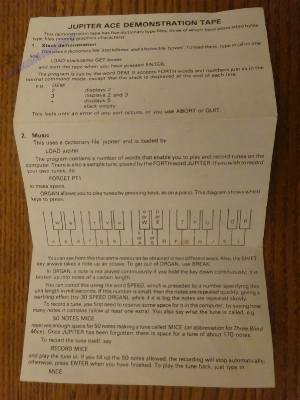 JUPITER ACE DEMONSTRATION TAPE
This demonstration tape has five dictionary type files, three of which have associated bytes
type files (storing graphics characters).
1. Stack demonstration
This uses a dictionary file 'stackdemo' and a bytes file 'boxes'. To load them, type in all in one
line
LOAD stackdemo GET boxes
and start the tape when you have pressed ENTER.
The program is run by the word DEMO. It accepts FORTH words and numbers just as in the
normal command mode, except that the stack is displayed at the end of each line.
e.g. DEMO
2 displays 2
3 displays 2 and 3
+ displays 5
. stack empty
This lasts until an error of any sort occurs, or you use ABORT or QUIT.
2. Music
This uses a dictionary file 'jupiter' and is loaded by
LOAD jupiter
The program contains a number of words that enable you to play and record tunes on the
computer. There is also a sample tune, played by the FORTH word JUPITER. If you wish to record
your own tunes, do
FORGET PT1
to make space.
ORGAN allows you to play tunes by pressing keys, as on a piano. This diagram shows which
keys to press.
You can see from this that some notes can be obtained in two different ways. Also, the SHIFT
key always takes a note up an octave. To get out of ORGAN, use BREAK.
In ORGAN, a note is not played continuously if you hold the key down continuously; it is
broken up into notes of a certain length.
You can control this using the word SPEED, which is preceded by a number specifying this
unit length in milliseconds. If this number is small, then the notes are repeated quickly, giving a
warbling effect (try 30 SPEED ORGAN), while if it is big the notes are repeated slowly.
To record a tune, you first need to reserve some space for it in the computer, by saying how
many notes it contains (allow at least one extra). You also say what the tune is called, e.g.
50 NOTES MICE
reserves enough space for 50 notes making a tune called 'MICE' (an abbreviation for Three Blind
Mice). Once JUPITER has been forgotten, there is space for a tune of about 170 notes.
To record the tune itself, say
RECORD MICE
and play the tune in. If you fill up the 50 notes allowed, the recording will stop automatically;
otherwise, press ENTER when you have finished. To play the tune back, just type in
MICE